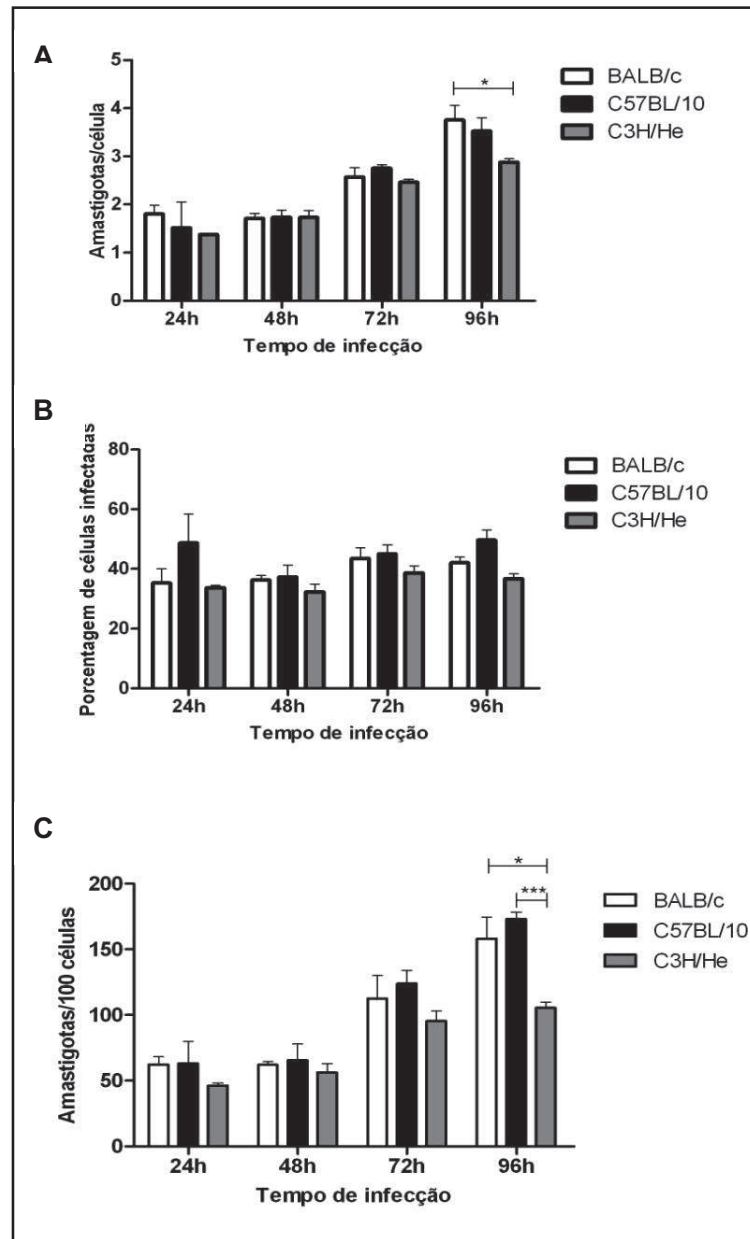 A
Amastigotas/célula
5
4
3
2
1
0
*
BALB/c
C57BL/10
C3H/He
24h 48h 72h 96h
Tempo de infecção
B
Porcentagem de células infectadas
80
60
40
20
0
BALB/c
C57BL/10
C3H/He
24h 48h 72h 96h
Tempo de infecção
C
Amastigotas/100 células
200
150
100
50
0
*
***
BALB/c
C57BL/10
C3H/He
24h 48h 72h 96h
Tempo de infecção